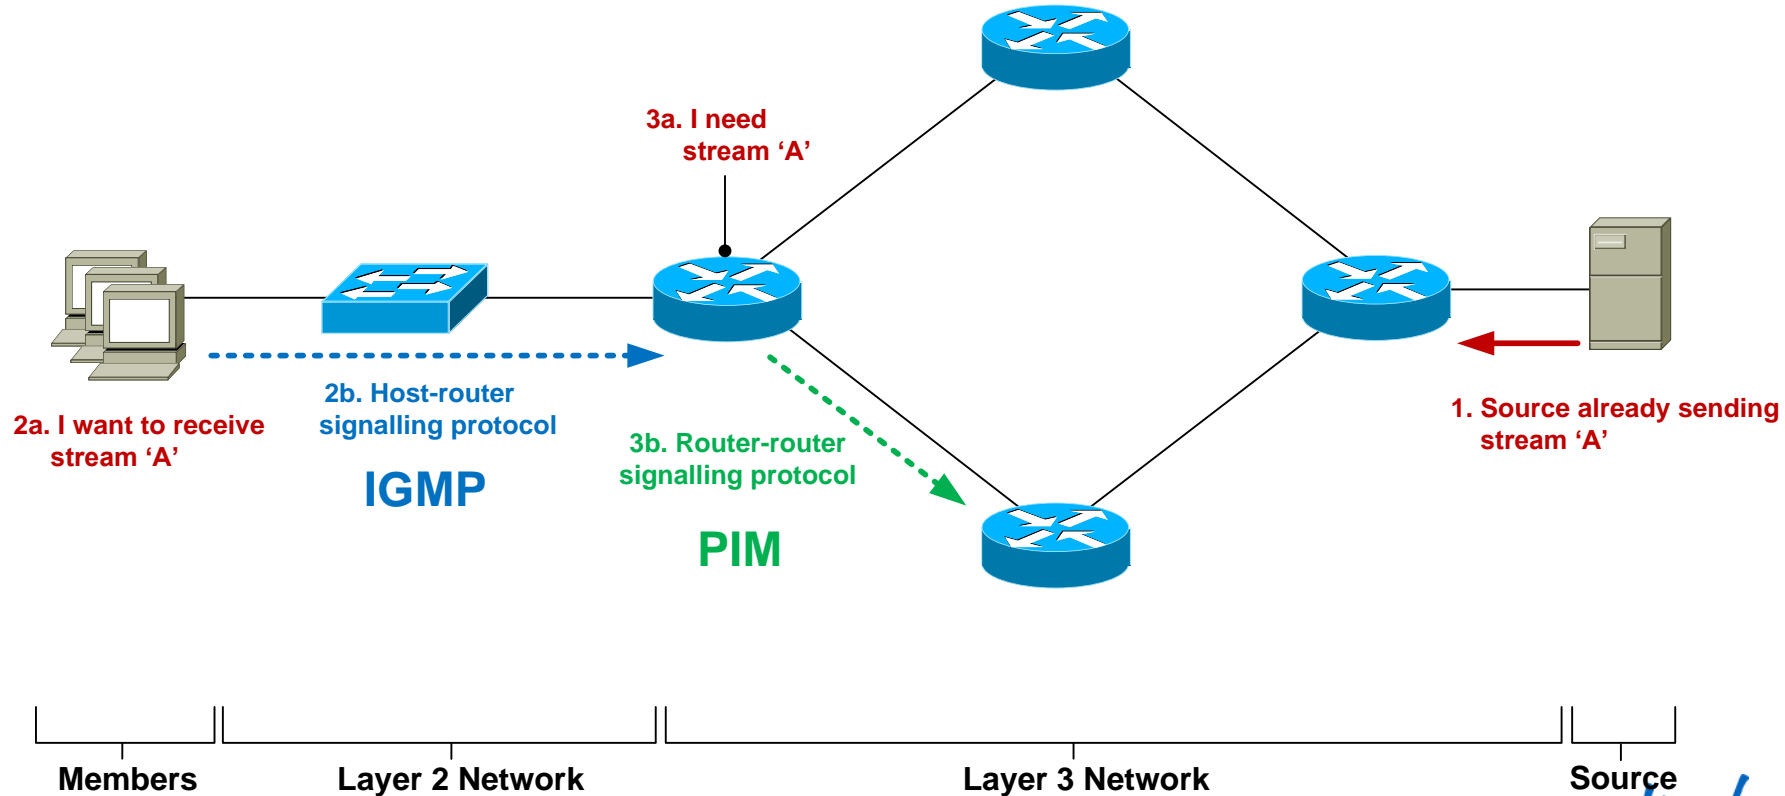 3a. I need
stream ‘A’
2a. I want to receive
stream ‘A’
2b. Host-router
signalling protocol
IGMP
3b. Router-router
signalling protocol
PIM
1. Source already sending
stream ‘A’
Members
Layer 2 Network
Layer 3 Network
Source